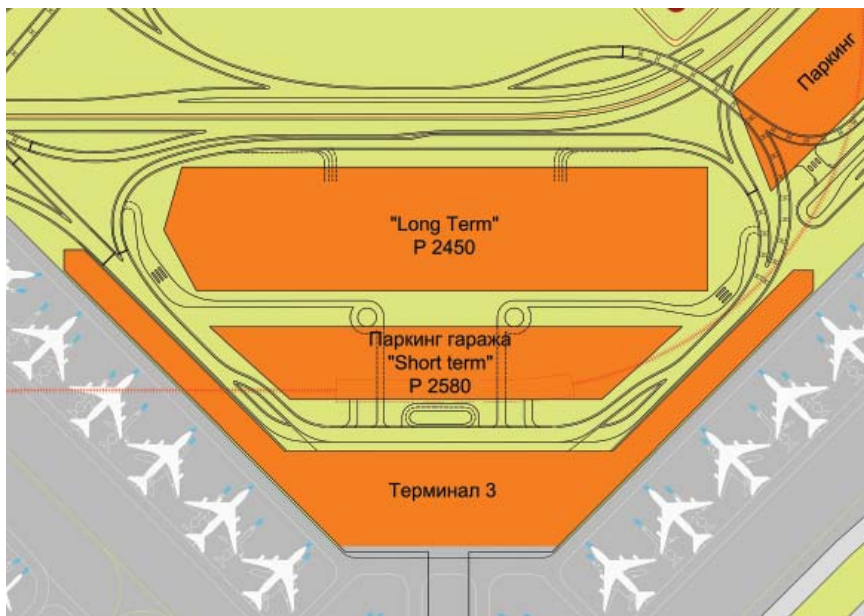 Паркинг
"Long Term"
P 2450
Паркинг гаража
"Short term"
P 2580
Терминал 3